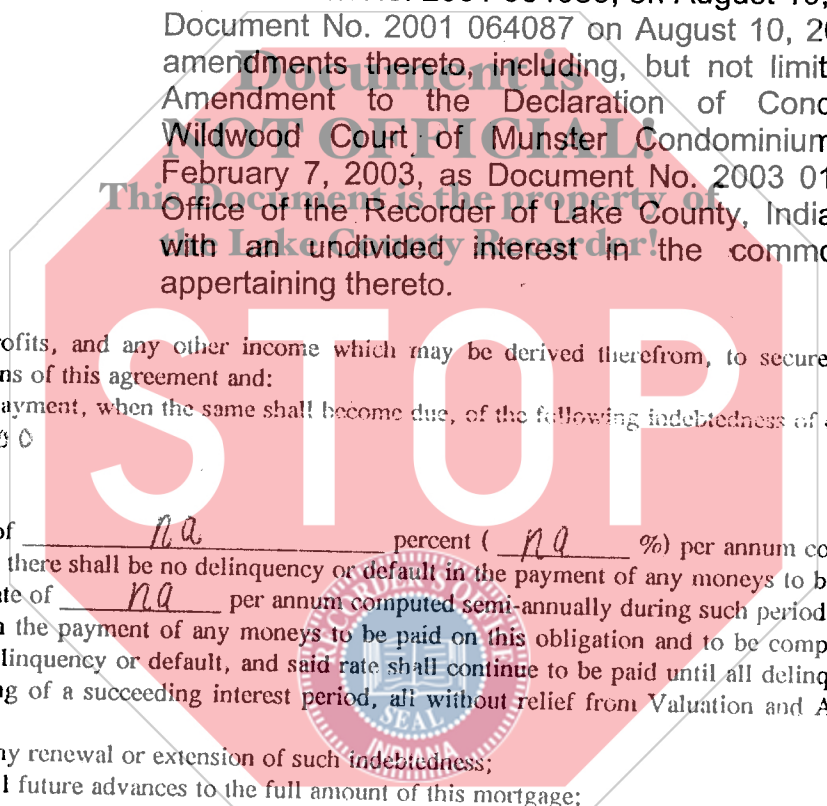 Document No. 2001 064087 on August 10, 20
amendments thereto, including, but not limit
Amendment to the Declaration of Cond
Wildwood Court of Munster Condominium
February 7, 2003, as Document No. 2003 01
Office of the Recorder of Lake County, India
with an undivided interest in the commo
appertaining thereto.
Document is
NOT OFFICIAL!
This Document is the property of
the Lake County Recorder!
STOP
rofits, and any other income which may be derived therefrom, to secure
ns of this agreement and:
ayment, when the same shall become due, of the following indebtedness of
of na percent ( na %) per annum co
there shall be no delinquency or default in the payment of any moneys to b
ate of na per annum computed semi-annually during such period
the payment of any moneys to be paid on this obligation and to be comp
linquency or default, and said rate shall continue to be paid until all delinq
ng of a succeeding interest period, all without relief from Valuation and A
ny renewal or extension of such indebtedness;
l future advances to the full amount of this mortgage;
RECORDER'S OFFICE
SEAL
INDIANA